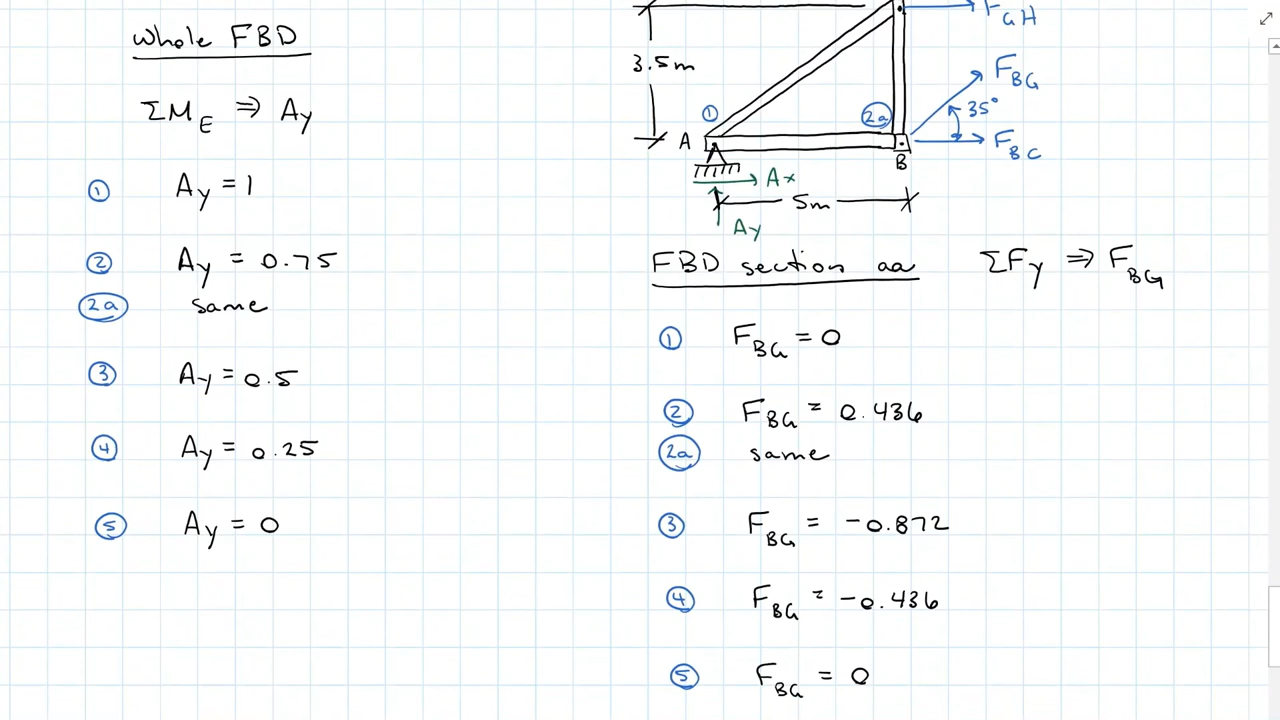 Whole FBD
ΣM_E ⇒ A_y
① A_y = 1
② A_y = 0.75
2a same
③ A_y = 0.5
④ A_y = 0.25
⑤ A_y = 0
F_GH
3.5m
F_BG
① 2a 35°
A F_BC
B
A_x
5m
A_y
FBD section aa ΣF_y ⇒ F_BG
① F_BG = 0
② F_BG = 0.436
2a same
③ F_BG = -0.872
④ F_BG = -0.436
⑤ F_BG = 0